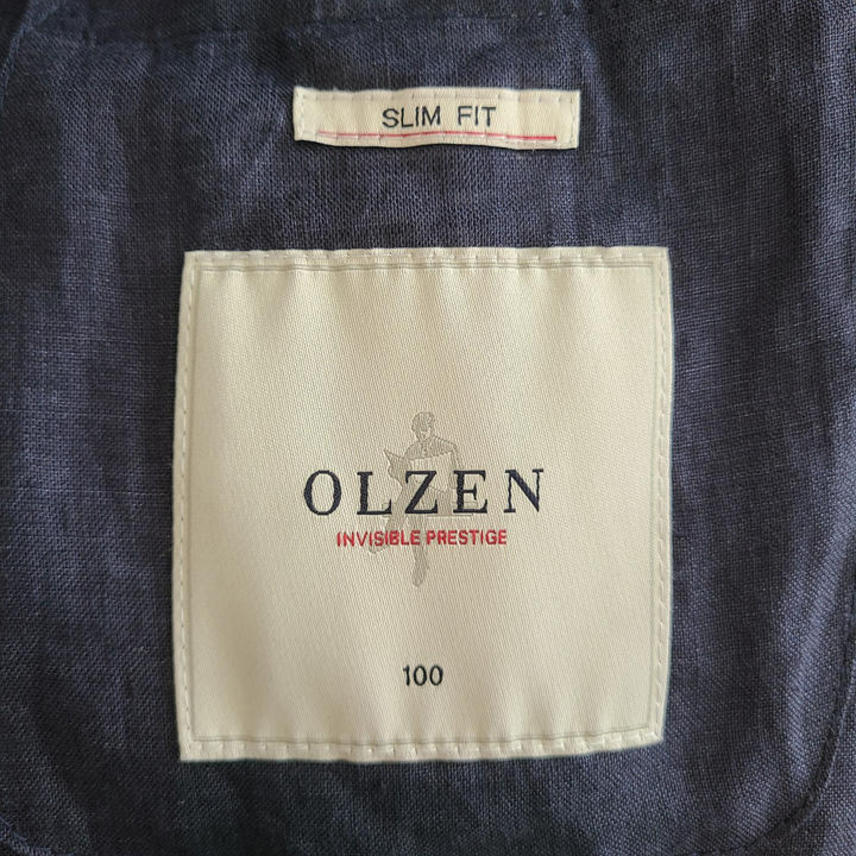 SLIM FIT
OLZEN
INVISIBLE PRESTIGE
100